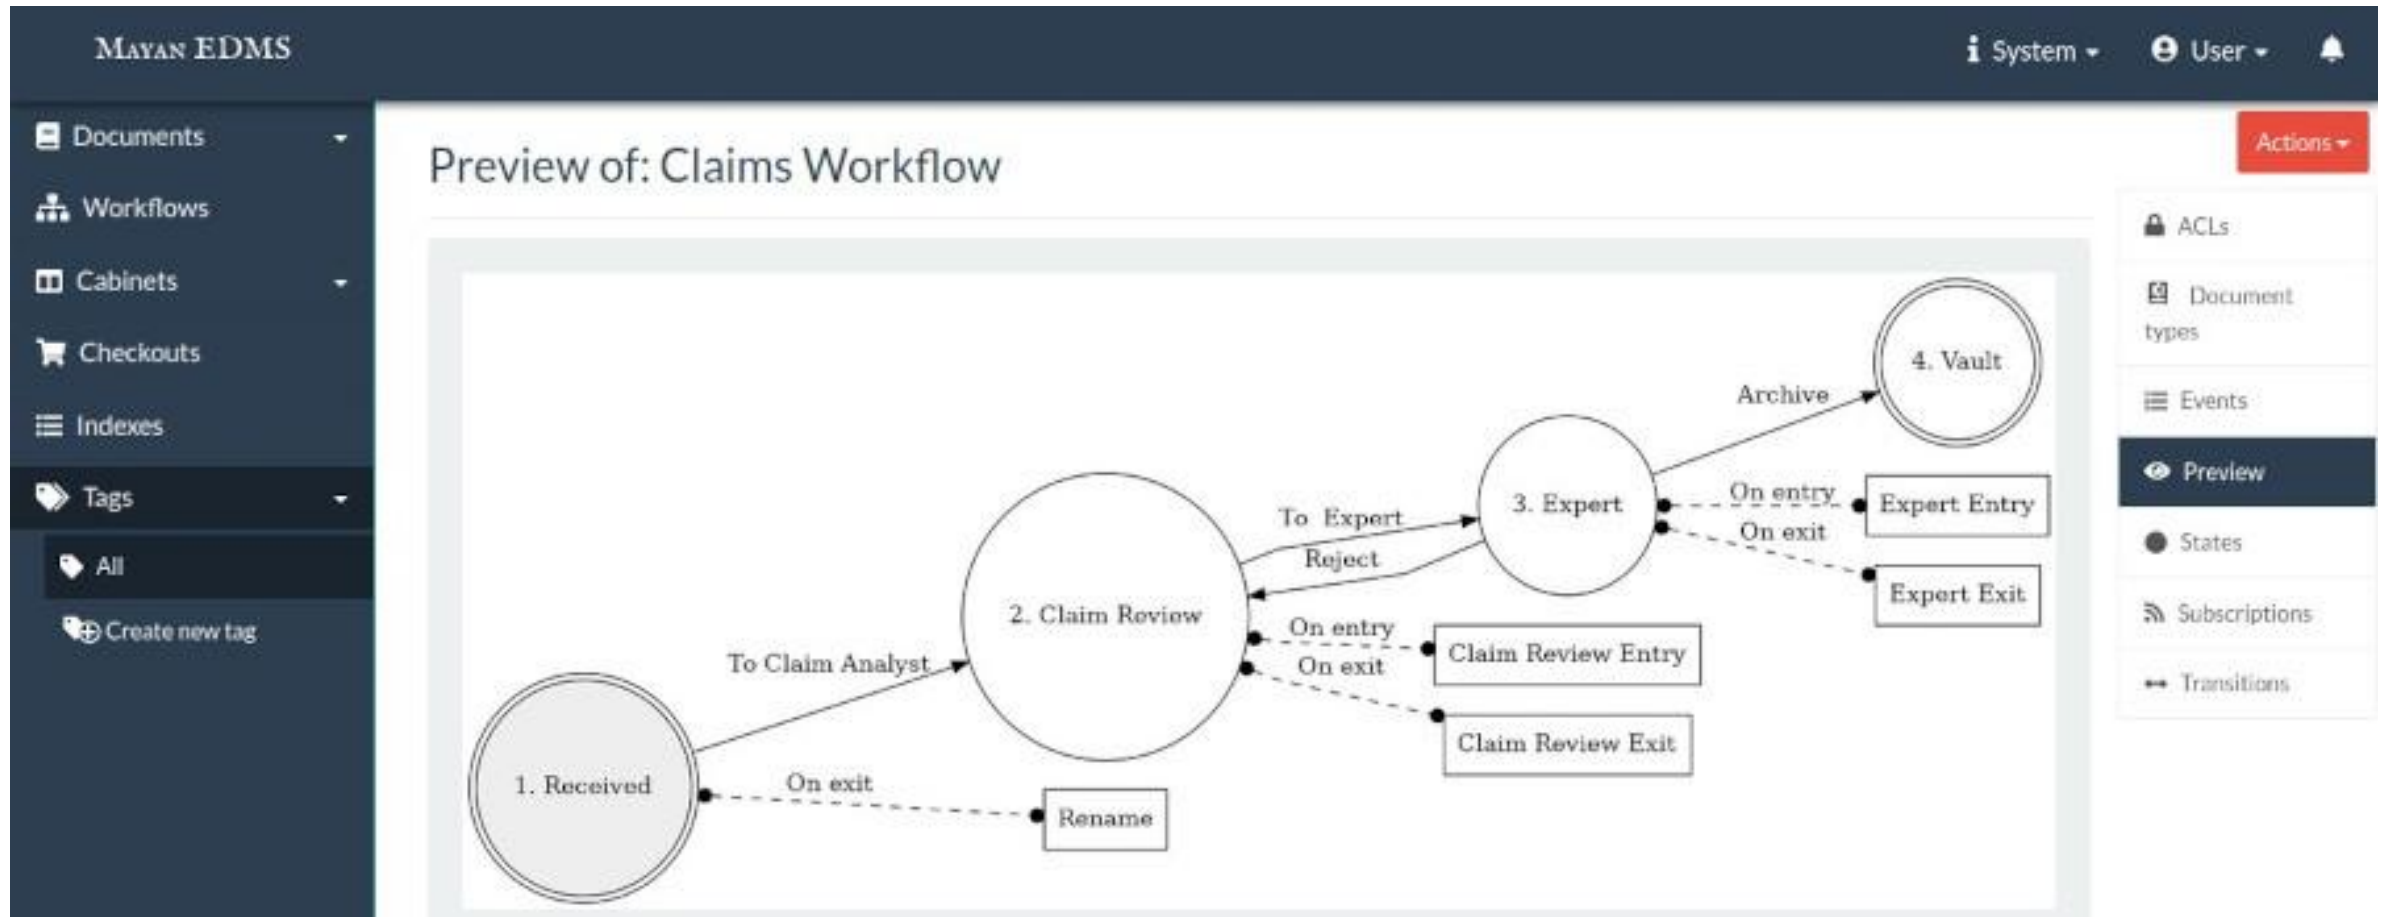 Mayan EDMS
System
User
Documents
Workflows
Cabinets
Checkouts
Indexes
Tags
All
Create new tag
Preview of: Claims Workflow
1. Received
To Claim Analyst
On exit
Rename
2. Claim Review
To Expert
Reject
On entry
Claim Review Entry
On exit
Claim Review Exit
3. Expert
Archive
4. Vault
On entry
Expert Entry
On exit
Expert Exit
Actions
ACLs
Document
types
Events
Preview
States
Subscriptions
Transitions